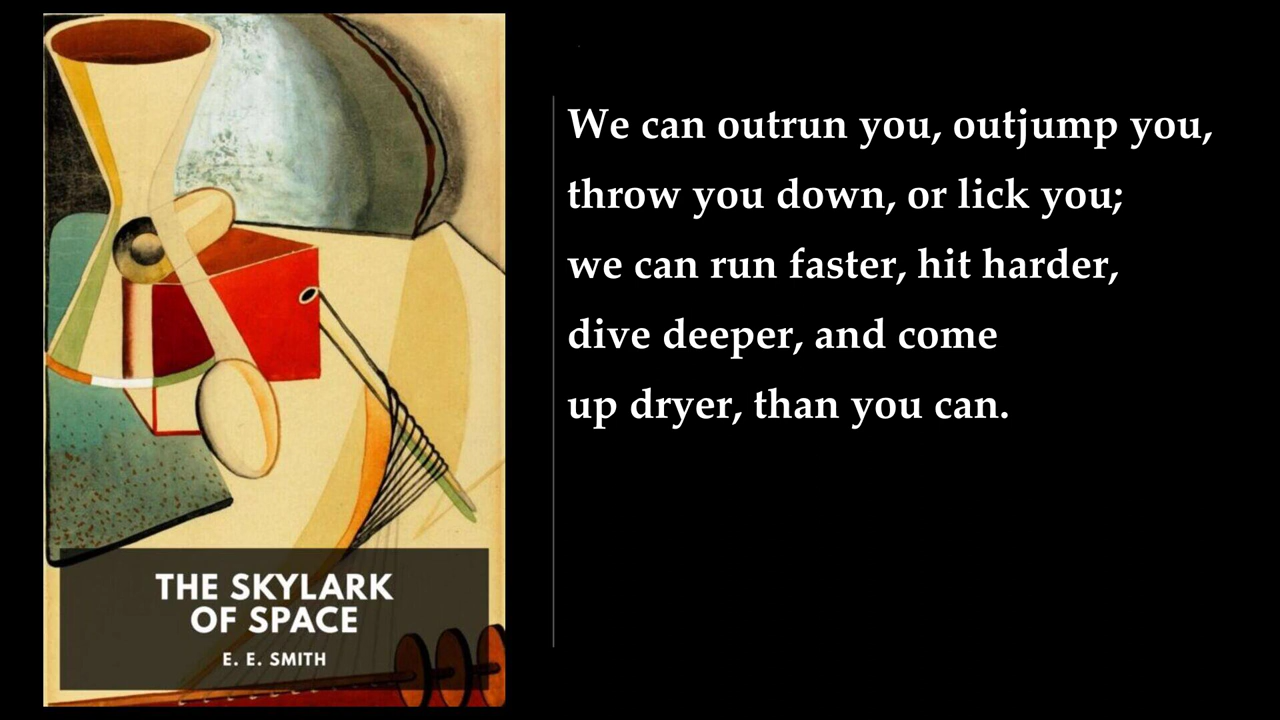 THE SKYLARK
OF SPACE
E. E. SMITH
We can outrun you, outjump you,
throw you down, or lick you;
we can run faster, hit harder,
dive deeper, and come
up dryer, than you can.